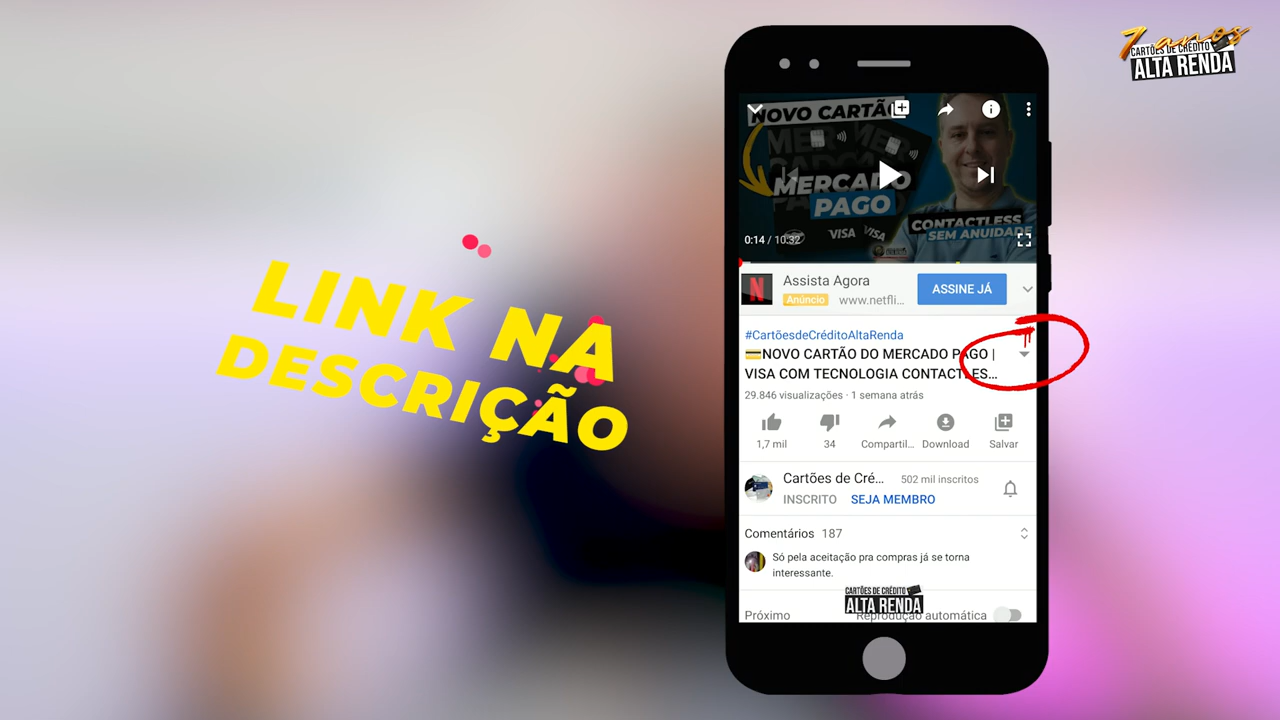 7 anos
CARTÕES DE CRÉDITO
ALTA RENDA
LINK NA
DESCRIÇÃO
NOVO CARTÃO
MERCADO
PAGO
CONTACTLESS
SEM ANUIDADE
VISA VISA
0:14 / 10:32
N
Assista Agora
Anúncio www.netfli...
ASSINE JÁ
#CartõesdeCréditoAltaRenda
NOVO CARTÃO DO MERCADO PAGO |
VISA COM TECNOLOGIA CONTACTLES...
29.846 visualizações · 1 semana atrás
1,7 mil 34 Compartil... Download Salvar
Cartões de Cré... 502 mil inscritos
INSCRITO SEJA MEMBRO
Comentários 187
Só pela aceitação pra compras já se torna
interessante.
CARTÕES DE CRÉDITO
ALTA RENDA
Próximo Reprodução automática